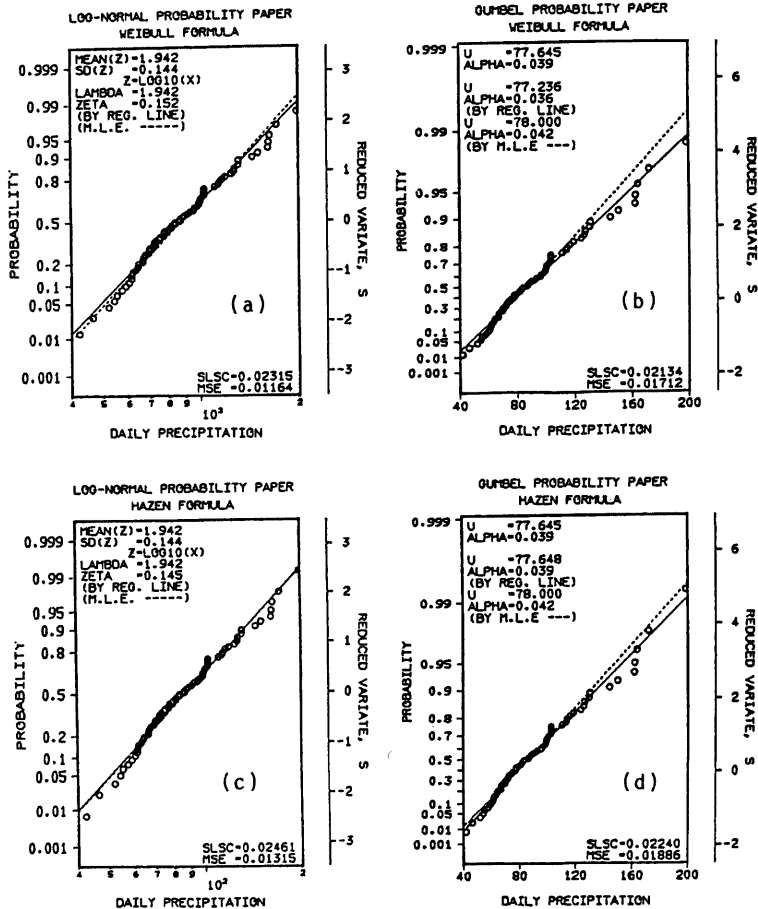 LOG-NORMAL PROBABILITY PAPER
WEIBULL FORMULA
MEAN(Z)=1.942
SD(Z) =0.144
Z=LOG10(X)
LAMBDA =1.942
ZETA =0.152
(BY REG. LINE)
(M.L.E. -----)
0.999
0.99
0.95
0.9
0.8
0.5
0.2
0.1
0.05
0.01
0.001
PROBABILITY
3
2
1
0
-1
-2
-3
REDUCED VARIATE, S
(a)
SLSC=0.02315
MSE =0.01164
4 5 6 7 8 9 10² 2
DAILY PRECIPITATION
GUMBEL PROBABILITY PAPER
WEIBULL FORMULA
U =77.645
ALPHA=0.039
U =77.236
ALPHA=0.036
(BY REG. LINE)
U =78.000
ALPHA=0.042
(BY M.L.E ---)
0.999
0.99
0.95
0.9
0.8
0.7
0.5
0.3
0.1
0.05
0.01
0.001
PROBABILITY
6
4
2
0
-2
REDUCED VARIATE, S
(b)
SLSC=0.02134
MSE =0.01712
40 80 120 160 200
DAILY PRECIPITATION
LOG-NORMAL PROBABILITY PAPER
HAZEN FORMULA
MEAN(Z)=1.942
SD(Z) =0.144
Z=LOG10(X)
LAMBDA =1.942
ZETA =0.145
(BY REG. LINE)
(M.L.E. -----)
0.999
0.99
0.95
0.9
0.8
0.5
0.2
0.1
0.05
0.01
0.001
PROBABILITY
3
2
1
0
-1
-2
-3
REDUCED VARIATE, S
(c)
SLSC=0.02461
MSE =0.01315
4 5 6 7 8 9 10² 2
DAILY PRECIPITATION
GUMBEL PROBABILITY PAPER
HAZEN FORMULA
U =77.645
ALPHA=0.039
U =77.648
ALPHA=0.039
(BY REG. LINE)
U =78.000
ALPHA=0.042
(BY M.L.E ---)
0.999
0.99
0.95
0.9
0.8
0.7
0.5
0.3
0.1
0.05
0.01
0.001
PROBABILITY
6
4
2
0
-2
REDUCED VARIATE, S
(d)
SLSC=0.02240
MSE =0.01886
40 80 120 160 200
DAILY PRECIPITATION